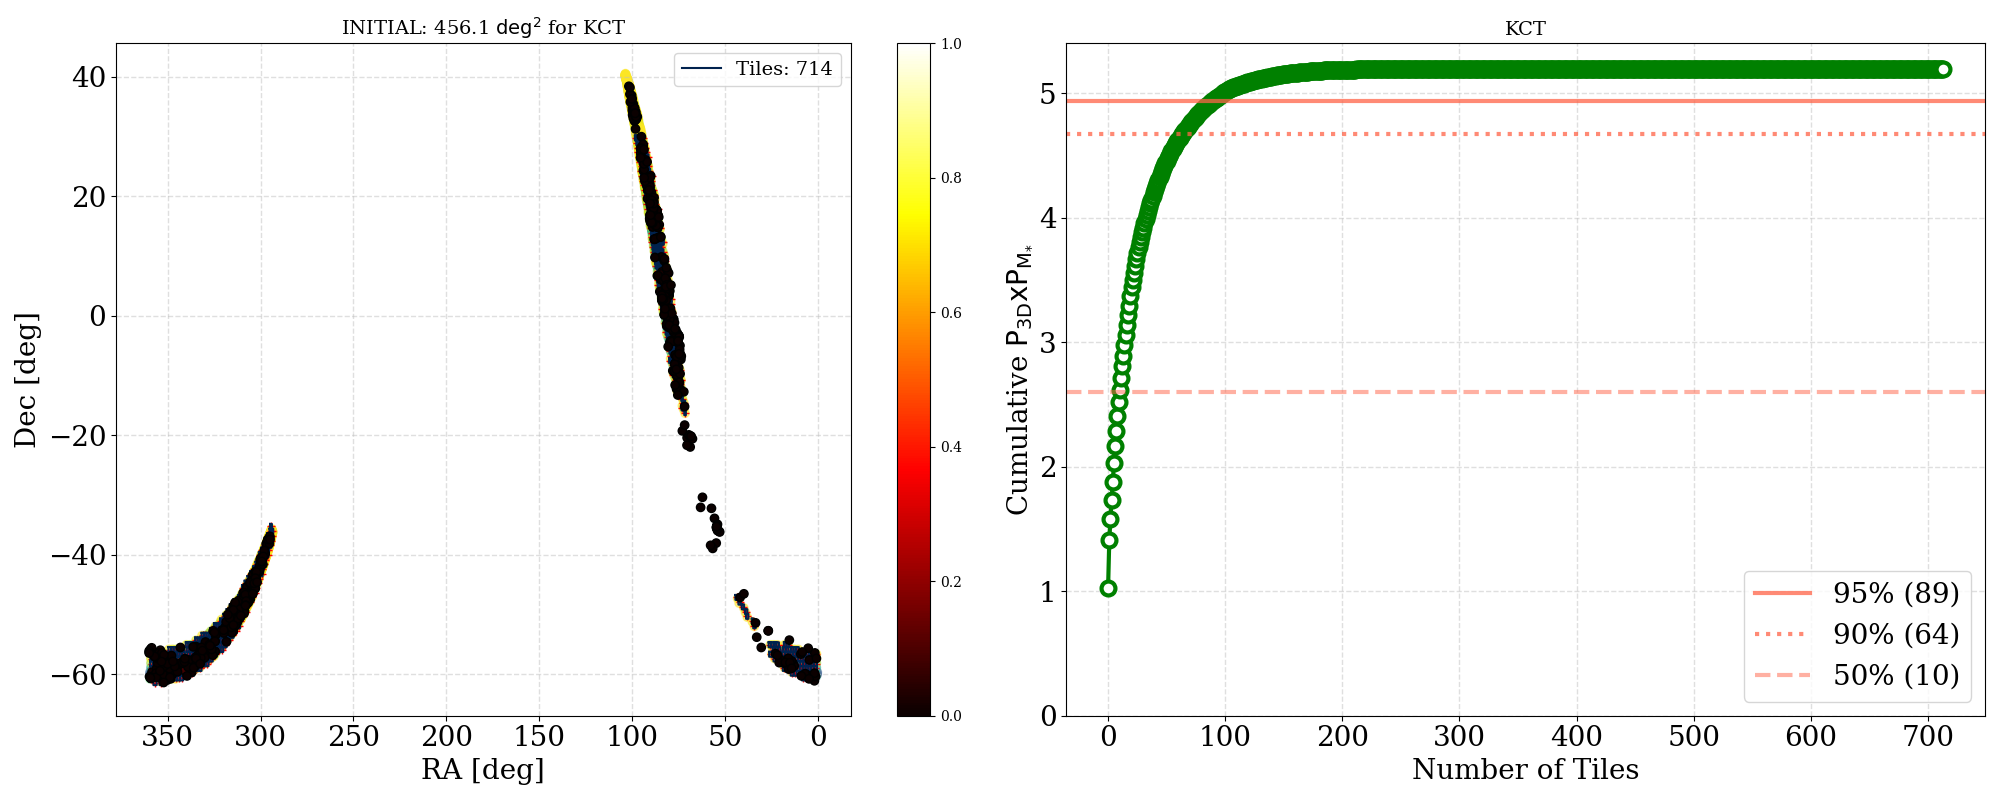 INITIAL: 456.1 deg² for KCT
Tiles: 714
40
20
0
−20
−40
−60
Dec [deg]
350 300 250 200 150 100 50 0
RA [deg]
1.0
0.8
0.6
0.4
0.2
0.0
KCT
5
4
3
2
1
0
Cumulative P₃D x P_M*
95% (89)
90% (64)
50% (10)
0 100 200 300 400 500 600 700
Number of Tiles